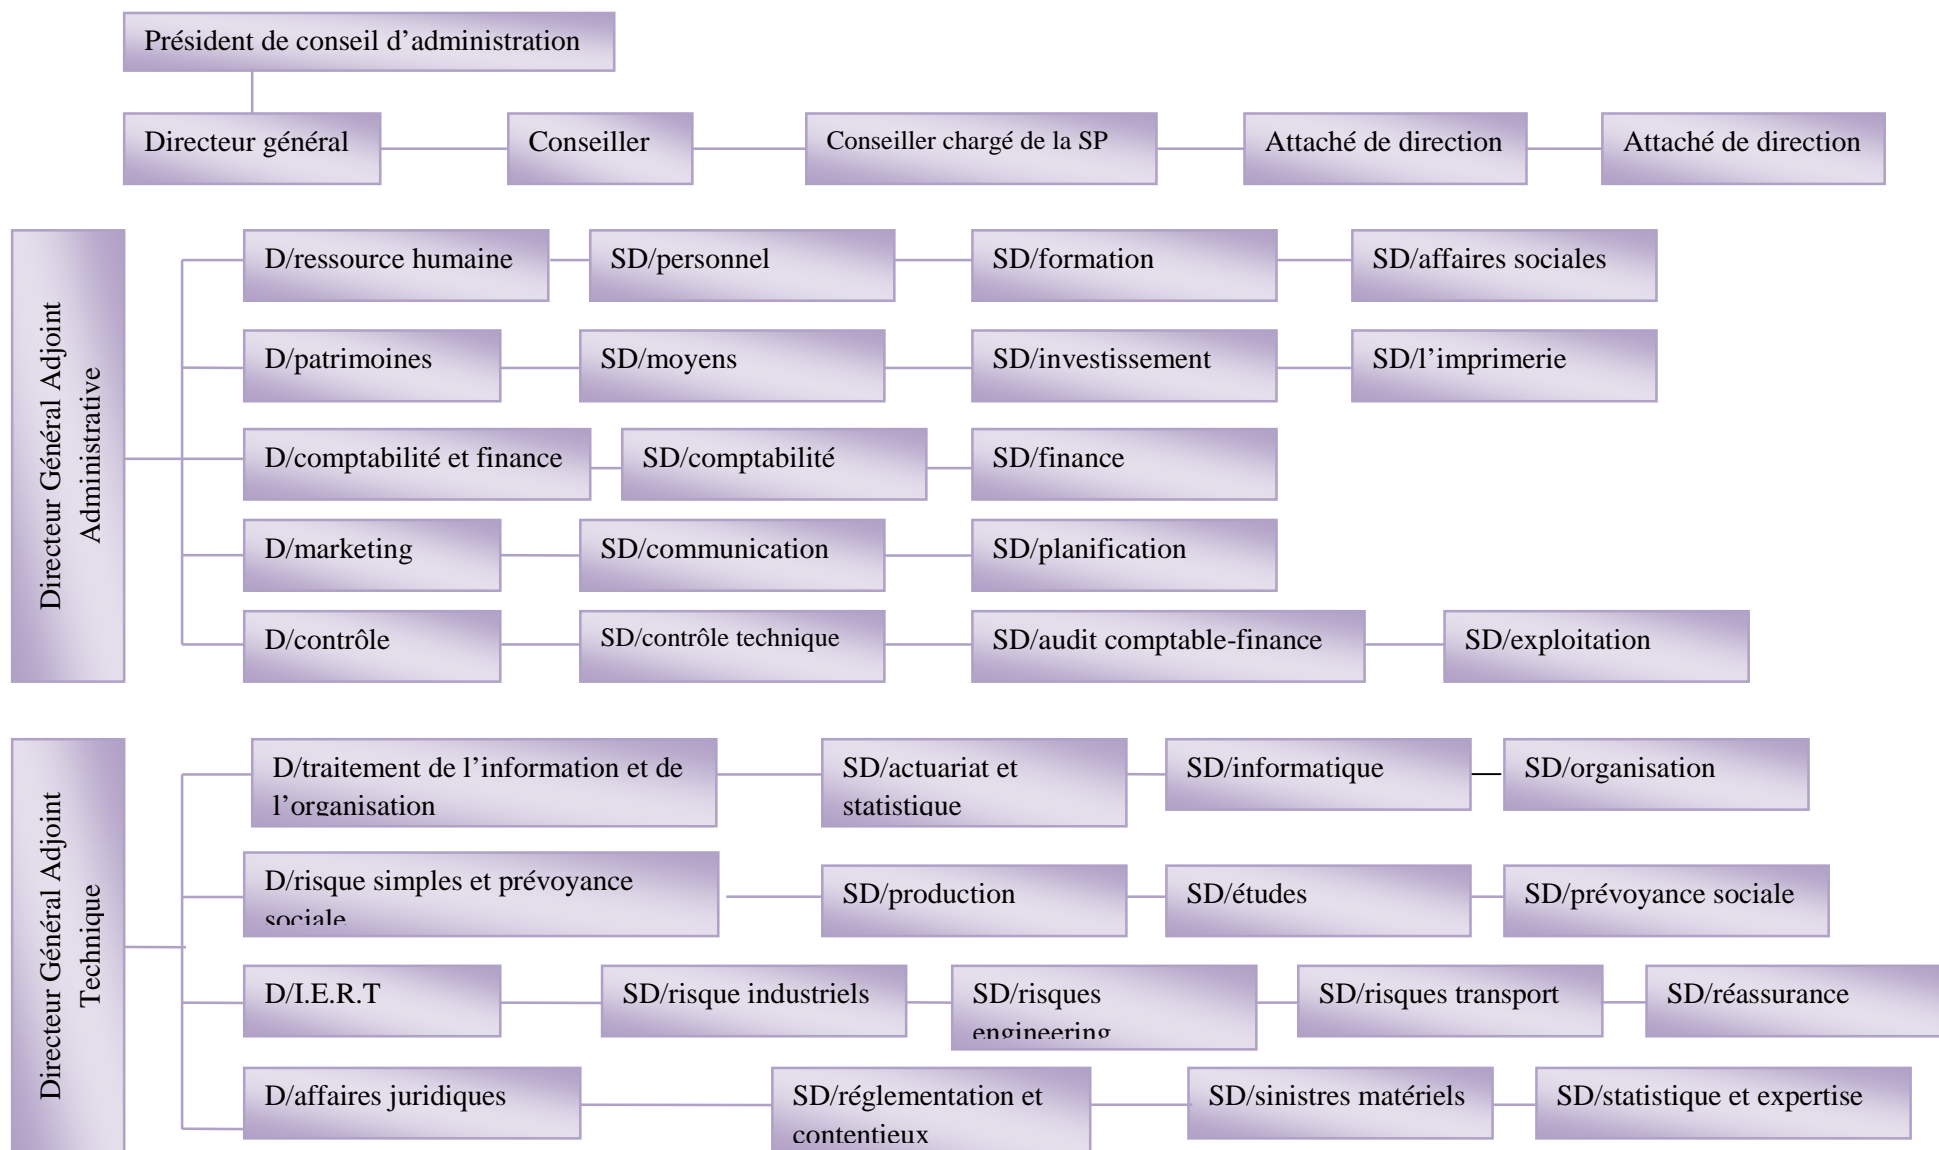 Président de conseil d’administration
Directeur général
Conseiller
Conseiller chargé de la SP
Attaché de direction
Attaché de direction
Directeur Général Adjoint
Administrative
D/ressource humaine
SD/personnel
SD/formation
SD/affaires sociales
D/patrimoines
SD/moyens
SD/investissement
SD/l’imprimerie
D/comptabilité et finance
SD/comptabilité
SD/finance
D/marketing
SD/communication
SD/planification
D/contrôle
SD/contrôle technique
SD/audit comptable-finance
SD/exploitation
Directeur Général Adjoint
Technique
D/traitement de l’information et de
l’organisation
SD/actuariat et
statistique
SD/informatique
SD/organisation
D/risque simples et prévoyance
sociale
SD/production
SD/études
SD/prévoyance sociale
D/I.E.R.T
SD/risque industriels
SD/risques
engineering
SD/risques transport
SD/réassurance
D/affaires juridiques
SD/réglementation et
contentieux
SD/sinistres matériels
SD/statistique et expertise